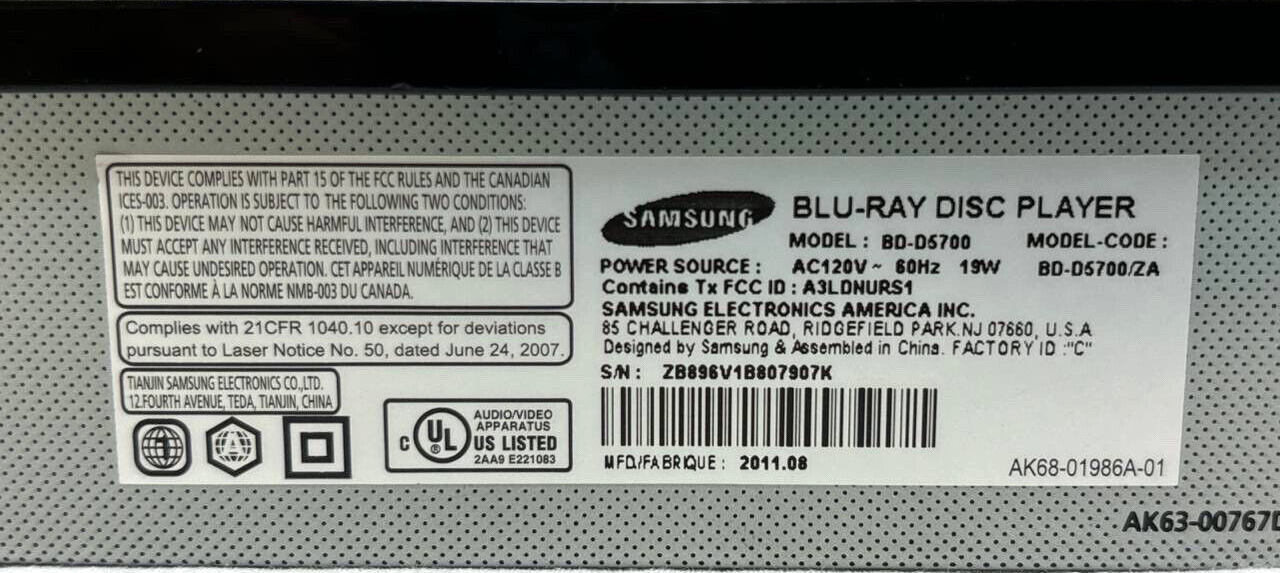 THIS DEVICE COMPLIES WITH PART 15 OF THE FCC RULES AND THE CANADIAN
ICES-003. OPERATION IS SUBJECT TO THE FOLLOWING TWO CONDITIONS:
(1) THIS DEVICE MAY NOT CAUSE HARMFUL INTERFERENCE, AND (2) THIS DEVICE
MUST ACCEPT ANY INTERFERENCE RECEIVED, INCLUDING INTERFERENCE THAT
MAY CAUSE UNDESIRED OPERATION. CET APPAREIL NUMÉRIQUE DE LA CLASSE B
EST CONFORME À LA NORME NMB-003 DU CANADA.
Complies with 21CFR 1040.10 except for deviations
pursuant to Laser Notice No. 50, dated June 24, 2007.
TIANJIN SAMSUNG ELECTRONICS CO.,LTD.
12.FOURTH AVENUE, TEDA, TIANJIN, CHINA
C UL ®
AUDIO/VIDEO
APPARATUS
US LISTED
2AA9 E221083
SAMSUNG
BLU-RAY DISC PLAYER
MODEL : BD-D5700 MODEL-CODE :
POWER SOURCE : AC120V~ 60Hz 19W BD-D5700/ZA
Contains Tx FCC ID : A3LDNURS1
SAMSUNG ELECTRONICS AMERICA INC.
85 CHALLENGER ROAD, RIDGEFIELD PARK.NJ 07660, U.S.A
Designed by Samsung & Assembled in China. FACTORY ID :"C"
S/N : ZB896V1B807907K
MFD/FABRIQUE : 2011.08
AK68-01986A-01
AK63-00767D